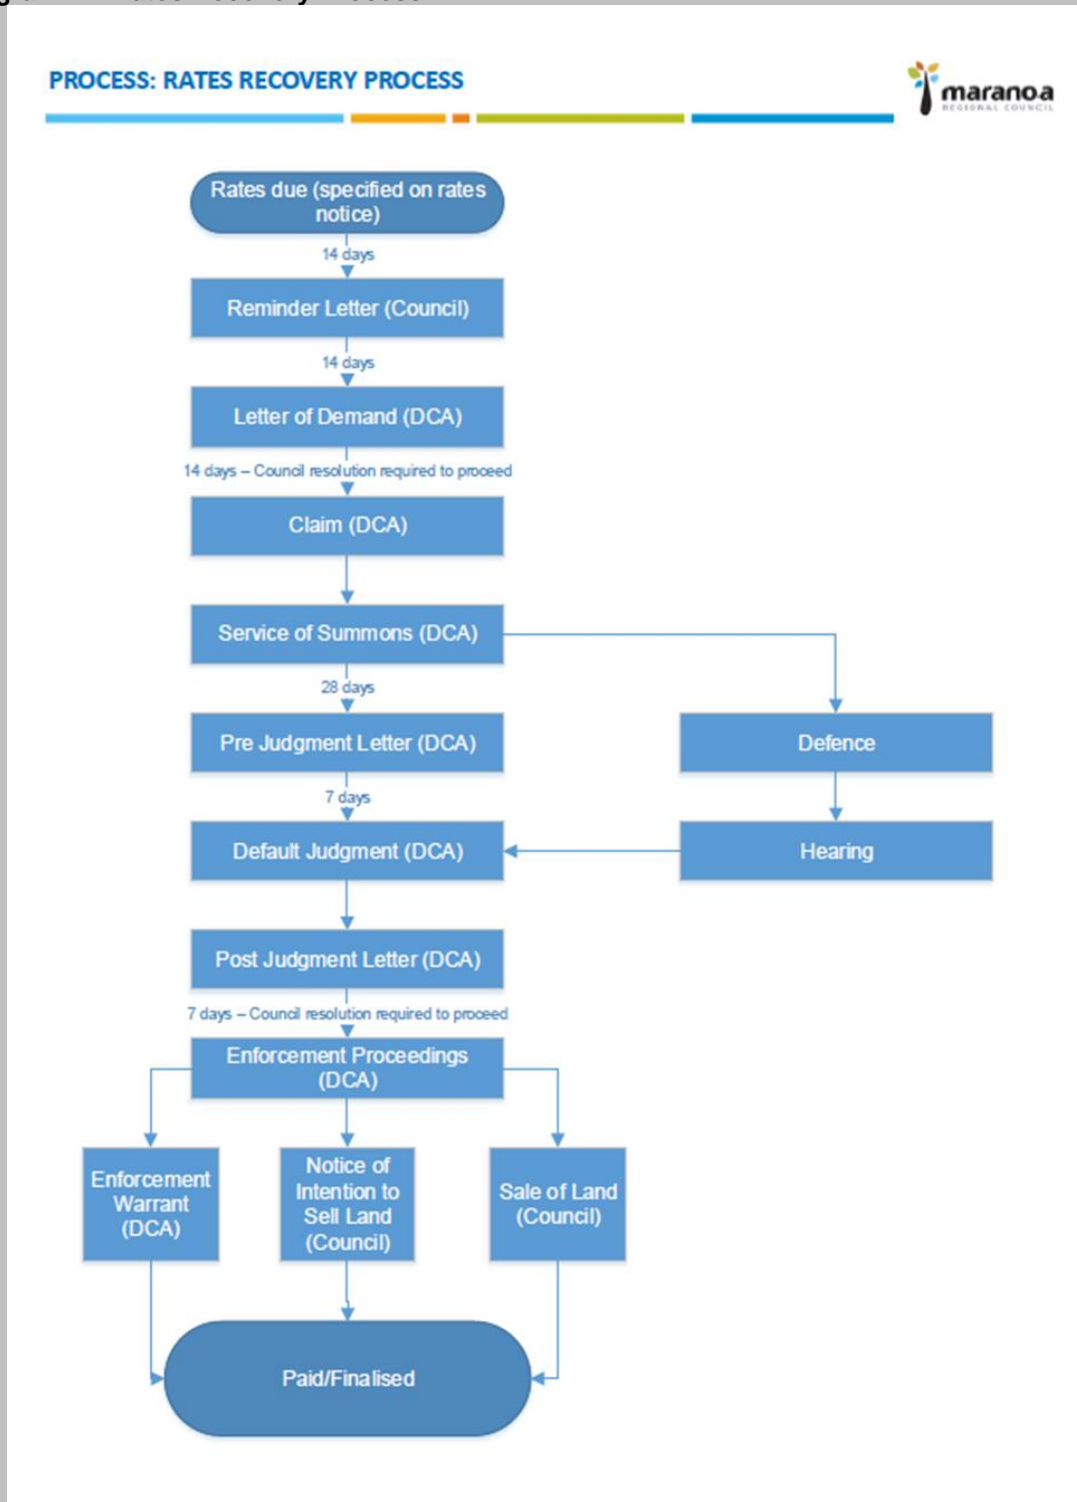 PROCESS: RATES RECOVERY PROCESS
maranoa
REGIONAL COUNCIL
Rates due (specified on rates
notice)
14 days
Reminder Letter (Council)
14 days
Letter of Demand (DCA)
14 days – Council resolution required to proceed
Claim (DCA)
Service of Summons (DCA)
28 days
Pre Judgment Letter (DCA)
Defence
7 days
Default Judgment (DCA)
Hearing
Post Judgment Letter (DCA)
7 days – Council resolution required to proceed
Enforcement Proceedings
(DCA)
Enforcement
Warrant
(DCA)
Notice of
Intention to
Sell Land
(Council)
Sale of Land
(Council)
Paid/Finalised